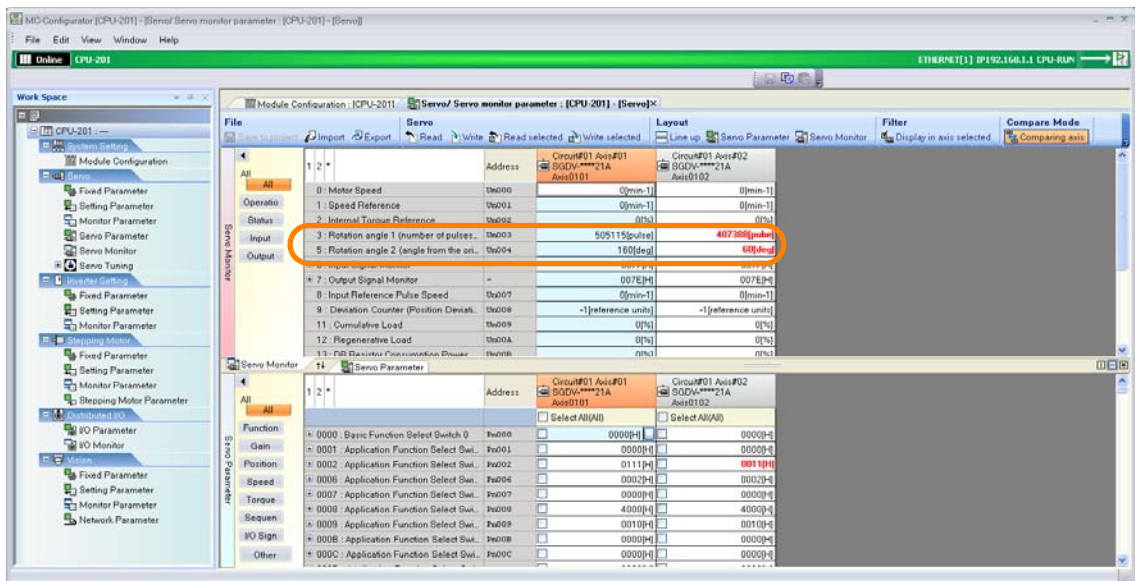 MC-Configurator [CPU-201] - [Servo/ Servo monitor parameter : [CPU-201] - [Servo]]
File Edit View Window Help
Online CPU-201 ETHERNET[1] IP192.168.1.1 CPU-RUN
Work Space
Module Configuration : [CPU-201] Servo/ Servo monitor parameter : [CPU-201] - [Servo]
CPU-201 : ---
System Setting
Module Configuration
Servo
Fixed Parameter
Setting Parameter
Monitor Parameter
Servo Parameter
Servo Monitor
Servo Tuning
Inverter Setting
Fixed Parameter
Setting Parameter
Monitor Parameter
Stepping Motor
Fixed Parameter
Setting Parameter
Monitor Parameter
Stepping Motor Parameter
Distributed I/O
I/O Parameter
I/O Monitor
Vision
Fixed Parameter
Setting Parameter
Monitor Parameter
Network Parameter
File Servo Layout Filter Compare Mode
Save to project Import Export Read Write Read selected Write selected Line up Servo Parameter Servo Monitor Display in axis selected Comparing axis
Servo Monitor
All
All
Operatio
Status
Input
Output
1 2 * Address Circuit#01 Axis#01 SGDV-****21A Axis0101 Circuit#01 Axis#02 SGDV-****21A Axis0102
0 : Motor Speed Un000 0[min-1] 0[min-1]
1 : Speed Reference Un001 0[min-1] 0[min-1]
2 : Internal Torque Reference Un002 0[%] 0[%]
3 : Rotation angle 1 (number of pulses.. Un003 505115[pulse] 407388[pulse]
5 : Rotation angle 2 (angle from the ori.. Un004 160[deg] 60[deg]
7 : Output Signal Monitor - 007E[H] 007E[H]
8 : Input Reference Pulse Speed Un007 0[min-1] 0[min-1]
9 : Deviation Counter (Position Deviati.. Un008 -1[reference units] -1[reference units]
11 : Cumulative Load Un009 0[%] 0[%]
12 : Regenerative Load Un00A 0[%] 0[%]
13 : DB Resistor Consumption Power Un00B 0[%] 0[%]
Servo Monitor Servo Parameter
Servo Parameter
All
All
Function
Gain
Position
Speed
Torque
Sequen
I/O Sign
Other
1 2 * Address Circuit#01 Axis#01 SGDV-****21A Axis0101 Circuit#01 Axis#02 SGDV-****21A Axis0102
Select All(All) Select All(All)
0000 : Basic Function Select Switch 0 Pn000 0000[H] 0000[H]
0001 : Application Function Select Swi.. Pn001 0000[H] 0000[H]
0002 : Application Function Select Swi.. Pn002 0111[H] 0011[H]
0006 : Application Function Select Swi.. Pn006 0002[H] 0002[H]
0007 : Application Function Select Swi.. Pn007 0000[H] 0000[H]
0008 : Application Function Select Swi.. Pn008 4000[H] 4000[H]
0009 : Application Function Select Swi.. Pn009 0010[H] 0010[H]
000B : Application Function Select Swi.. Pn00B 0000[H] 0000[H]
000C : Application Function Select Swi.. Pn00C 0000[H] 0000[H]